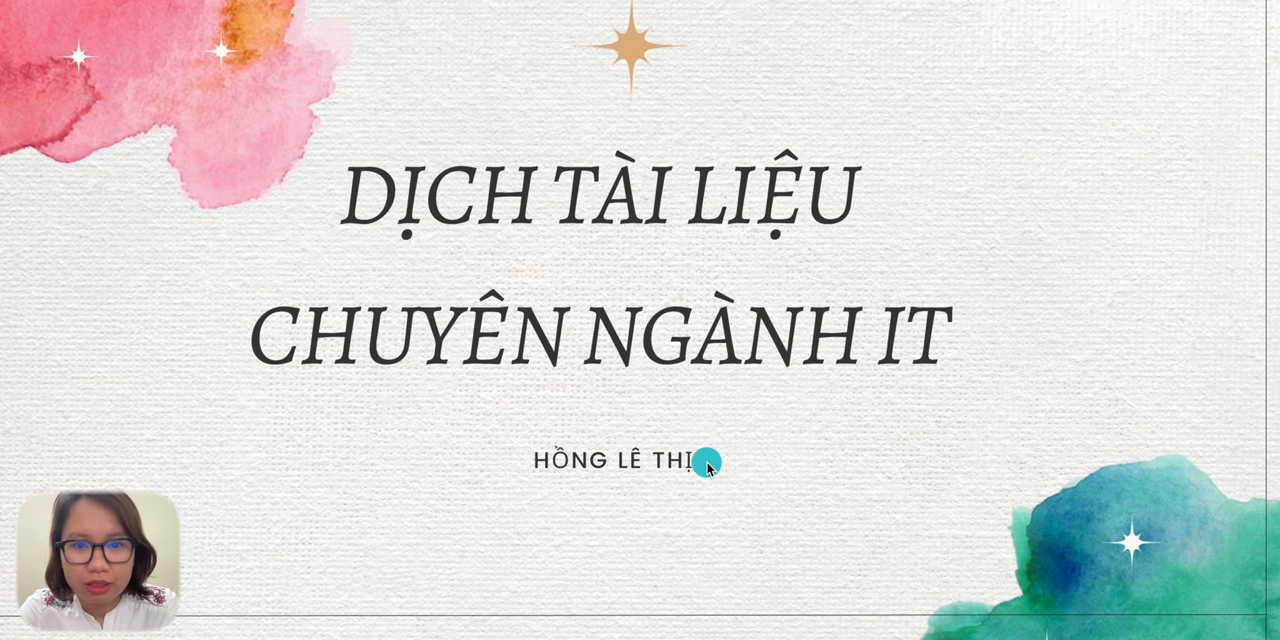 DỊCH TÀI LIỆU
CHUYÊN NGÀNH IT
HỒNG LÊ THỊ